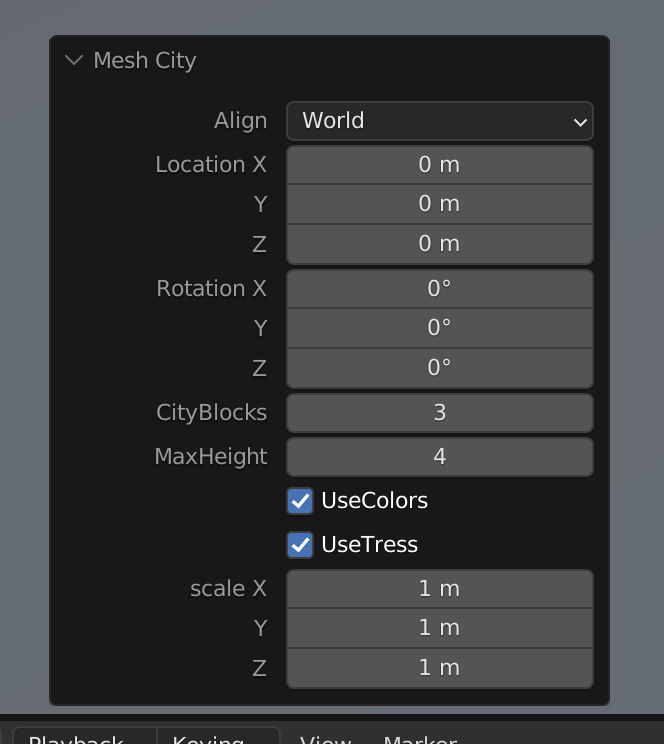 Mesh City
Align World
Location X 0 m
Y 0 m
Z 0 m
Rotation X 0°
Y 0°
Z 0°
CityBlocks 3
MaxHeight 4
UseColors
UseTress
scale X 1 m
Y 1 m
Z 1 m
Playback Keying View Marker